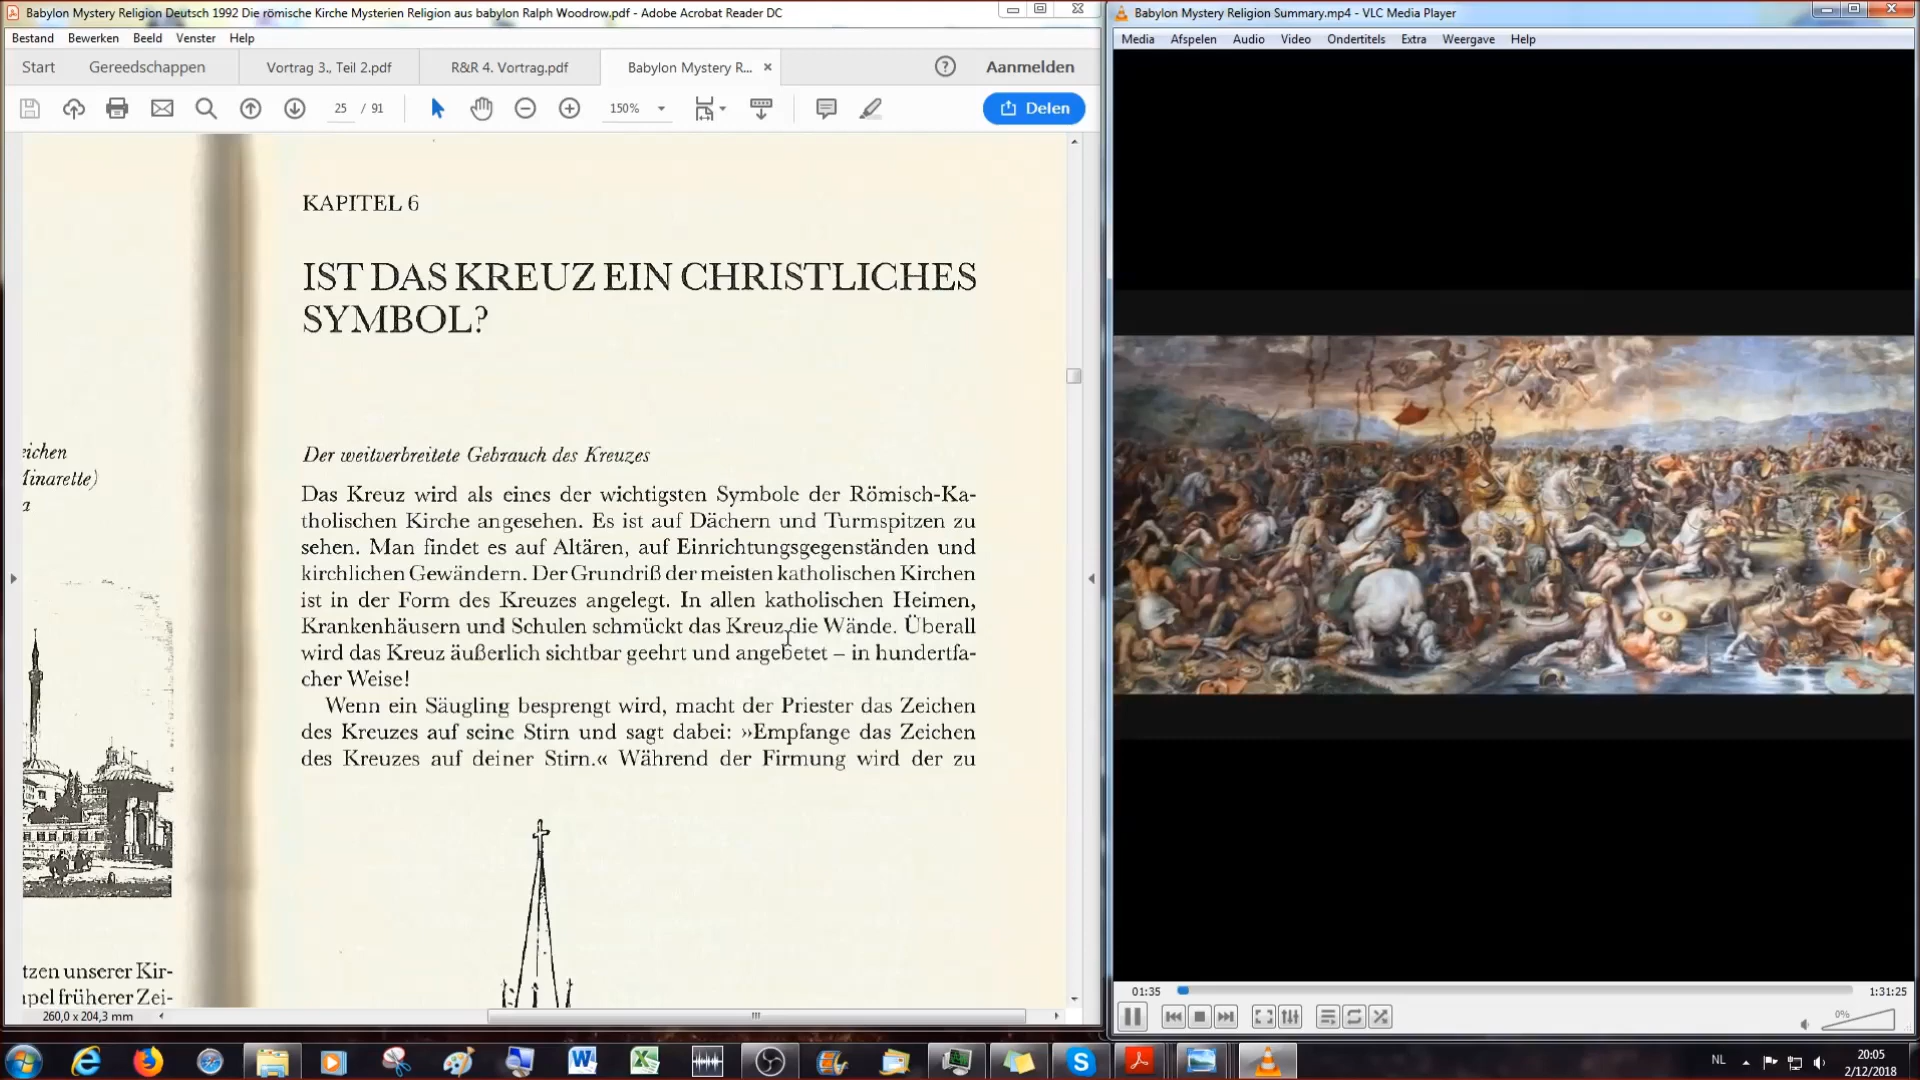 Babylon Mystery Religion Deutsch 1992 Die römische Kirche Mysterien Religion aus babylon Ralph Woodrow.pdf - Adobe Acrobat Reader DC
Bestand Bewerken Beeld Venster Help
Start Gereedschappen Vortrag 3., Teil 2.pdf R&R 4. Vortrag.pdf Babylon Mystery R... Aanmelden
25 / 91 150% Delen
KAPITEL 6
IST DAS KREUZ EIN CHRISTLICHES
SYMBOL?
Der weitverbreitete Gebrauch des Kreuzes
Das Kreuz wird als eines der wichtigsten Symbole der Römisch-Ka-
tholischen Kirche angesehen. Es ist auf Dächern und Turmspitzen zu
sehen. Man findet es auf Altären, auf Einrichtungsgegenständen und
kirchlichen Gewändern. Der Grundriß der meisten katholischen Kirchen
ist in der Form des Kreuzes angelegt. In allen katholischen Heimen,
Krankenhäusern und Schulen schmückt das Kreuz die Wände. Überall
wird das Kreuz äußerlich sichtbar geehrt und angebetet – in hundertfa-
cher Weise!
Wenn ein Säugling besprengt wird, macht der Priester das Zeichen
des Kreuzes auf seine Stirn und sagt dabei: »Empfange das Zeichen
des Kreuzes auf deiner Stirn.« Während der Firmung wird der zu
eichen
Minarette)
a
tzen unserer Kir-
pel früherer Zei-
260,0 x 204,3 mm
Babylon Mystery Religion Summary.mp4 - VLC Media Player
Media Afspelen Audio Video Ondertitels Extra Weergave Help
01:35 1:31:25
0%
NL 20:05
2/12/2018